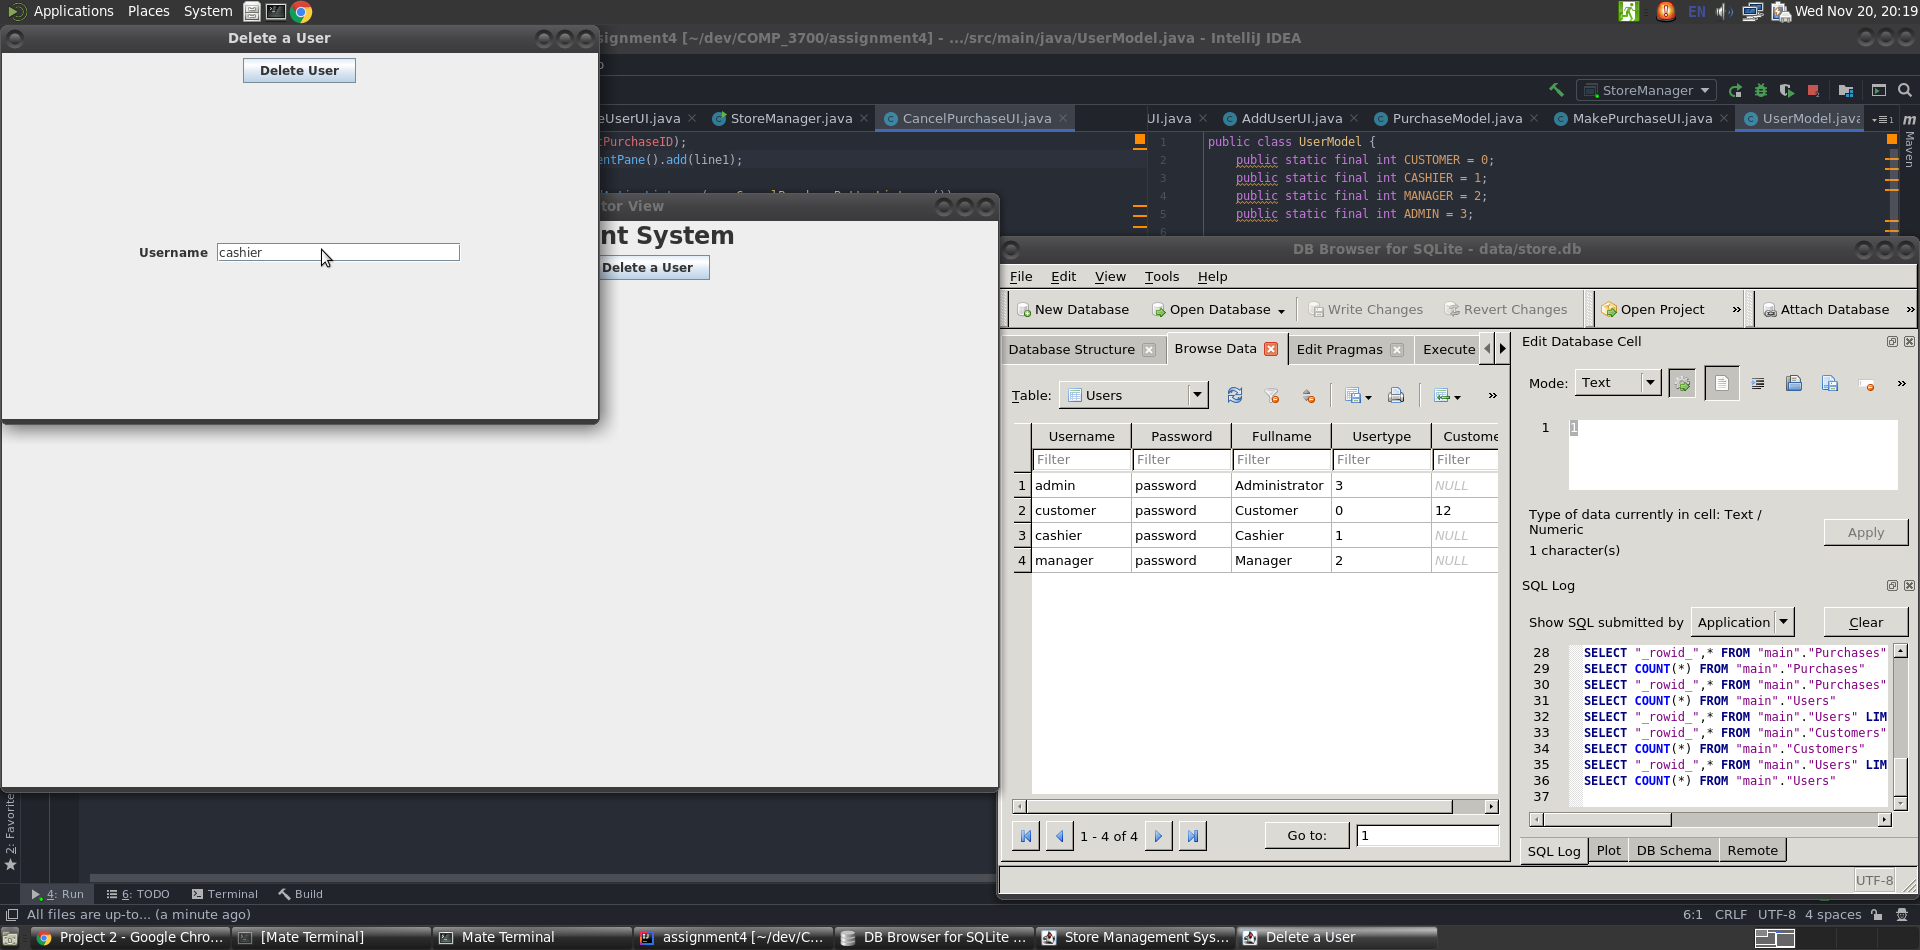 Applications Places System
EN Wed Nov 20, 20:19
Delete a User
ignment4 [~/dev/COMP_3700/assignment4] - .../src/main/java/UserModel.java - IntelliJ IDEA
Delete User
StoreManager
eUserUI.java StoreManager.java CancelPurchaseUI.java UI.java AddUserUI.java PurchaseModel.java MakePurchaseUI.java UserModel.java
Maven
PurchaseID);
entPane().add(line1);
1 public class UserModel {
2 public static final int CUSTOMER = 0;
3 public static final int CASHIER = 1;
4 public static final int MANAGER = 2;
5 public static final int ADMIN = 3;
6
Username cashier
tor View
nt System
Delete a User
DB Browser for SQLite - data/store.db
File Edit View Tools Help
New Database Open Database Write Changes Revert Changes Open Project » Attach Database »
Database Structure Browse Data Edit Pragmas Execute
Table: Users »
Username Password Fullname Usertype Custome
Filter Filter Filter Filter Filter
1 admin password Administrator 3 NULL
2 customer password Customer 0 12
3 cashier password Cashier 1 NULL
4 manager password Manager 2 NULL
1 - 4 of 4 Go to: 1
Edit Database Cell
Mode: Text »
1 1
Type of data currently in cell: Text /
Numeric
1 character(s)
Apply
SQL Log
Show SQL submitted by Application Clear
28 SELECT "_rowid_",* FROM "main"."Purchases"
29 SELECT COUNT(*) FROM "main"."Purchases"
30 SELECT "_rowid_",* FROM "main"."Purchases"
31 SELECT COUNT(*) FROM "main"."Users"
32 SELECT "_rowid_",* FROM "main"."Users" LIM
33 SELECT "_rowid_",* FROM "main"."Customers"
34 SELECT COUNT(*) FROM "main"."Customers"
35 SELECT "_rowid_",* FROM "main"."Users" LIM
36 SELECT COUNT(*) FROM "main"."Users"
37
SQL Log Plot DB Schema Remote
UTF-8
2: Favorite
4: Run 6: TODO Terminal Build
All files are up-to... (a minute ago)
6:1 CRLF UTF-8 4 spaces
Project 2 - Google Chro... [Mate Terminal] Mate Terminal assignment4 [~/dev/C... DB Browser for SQLite ... Store Management Sys... Delete a User